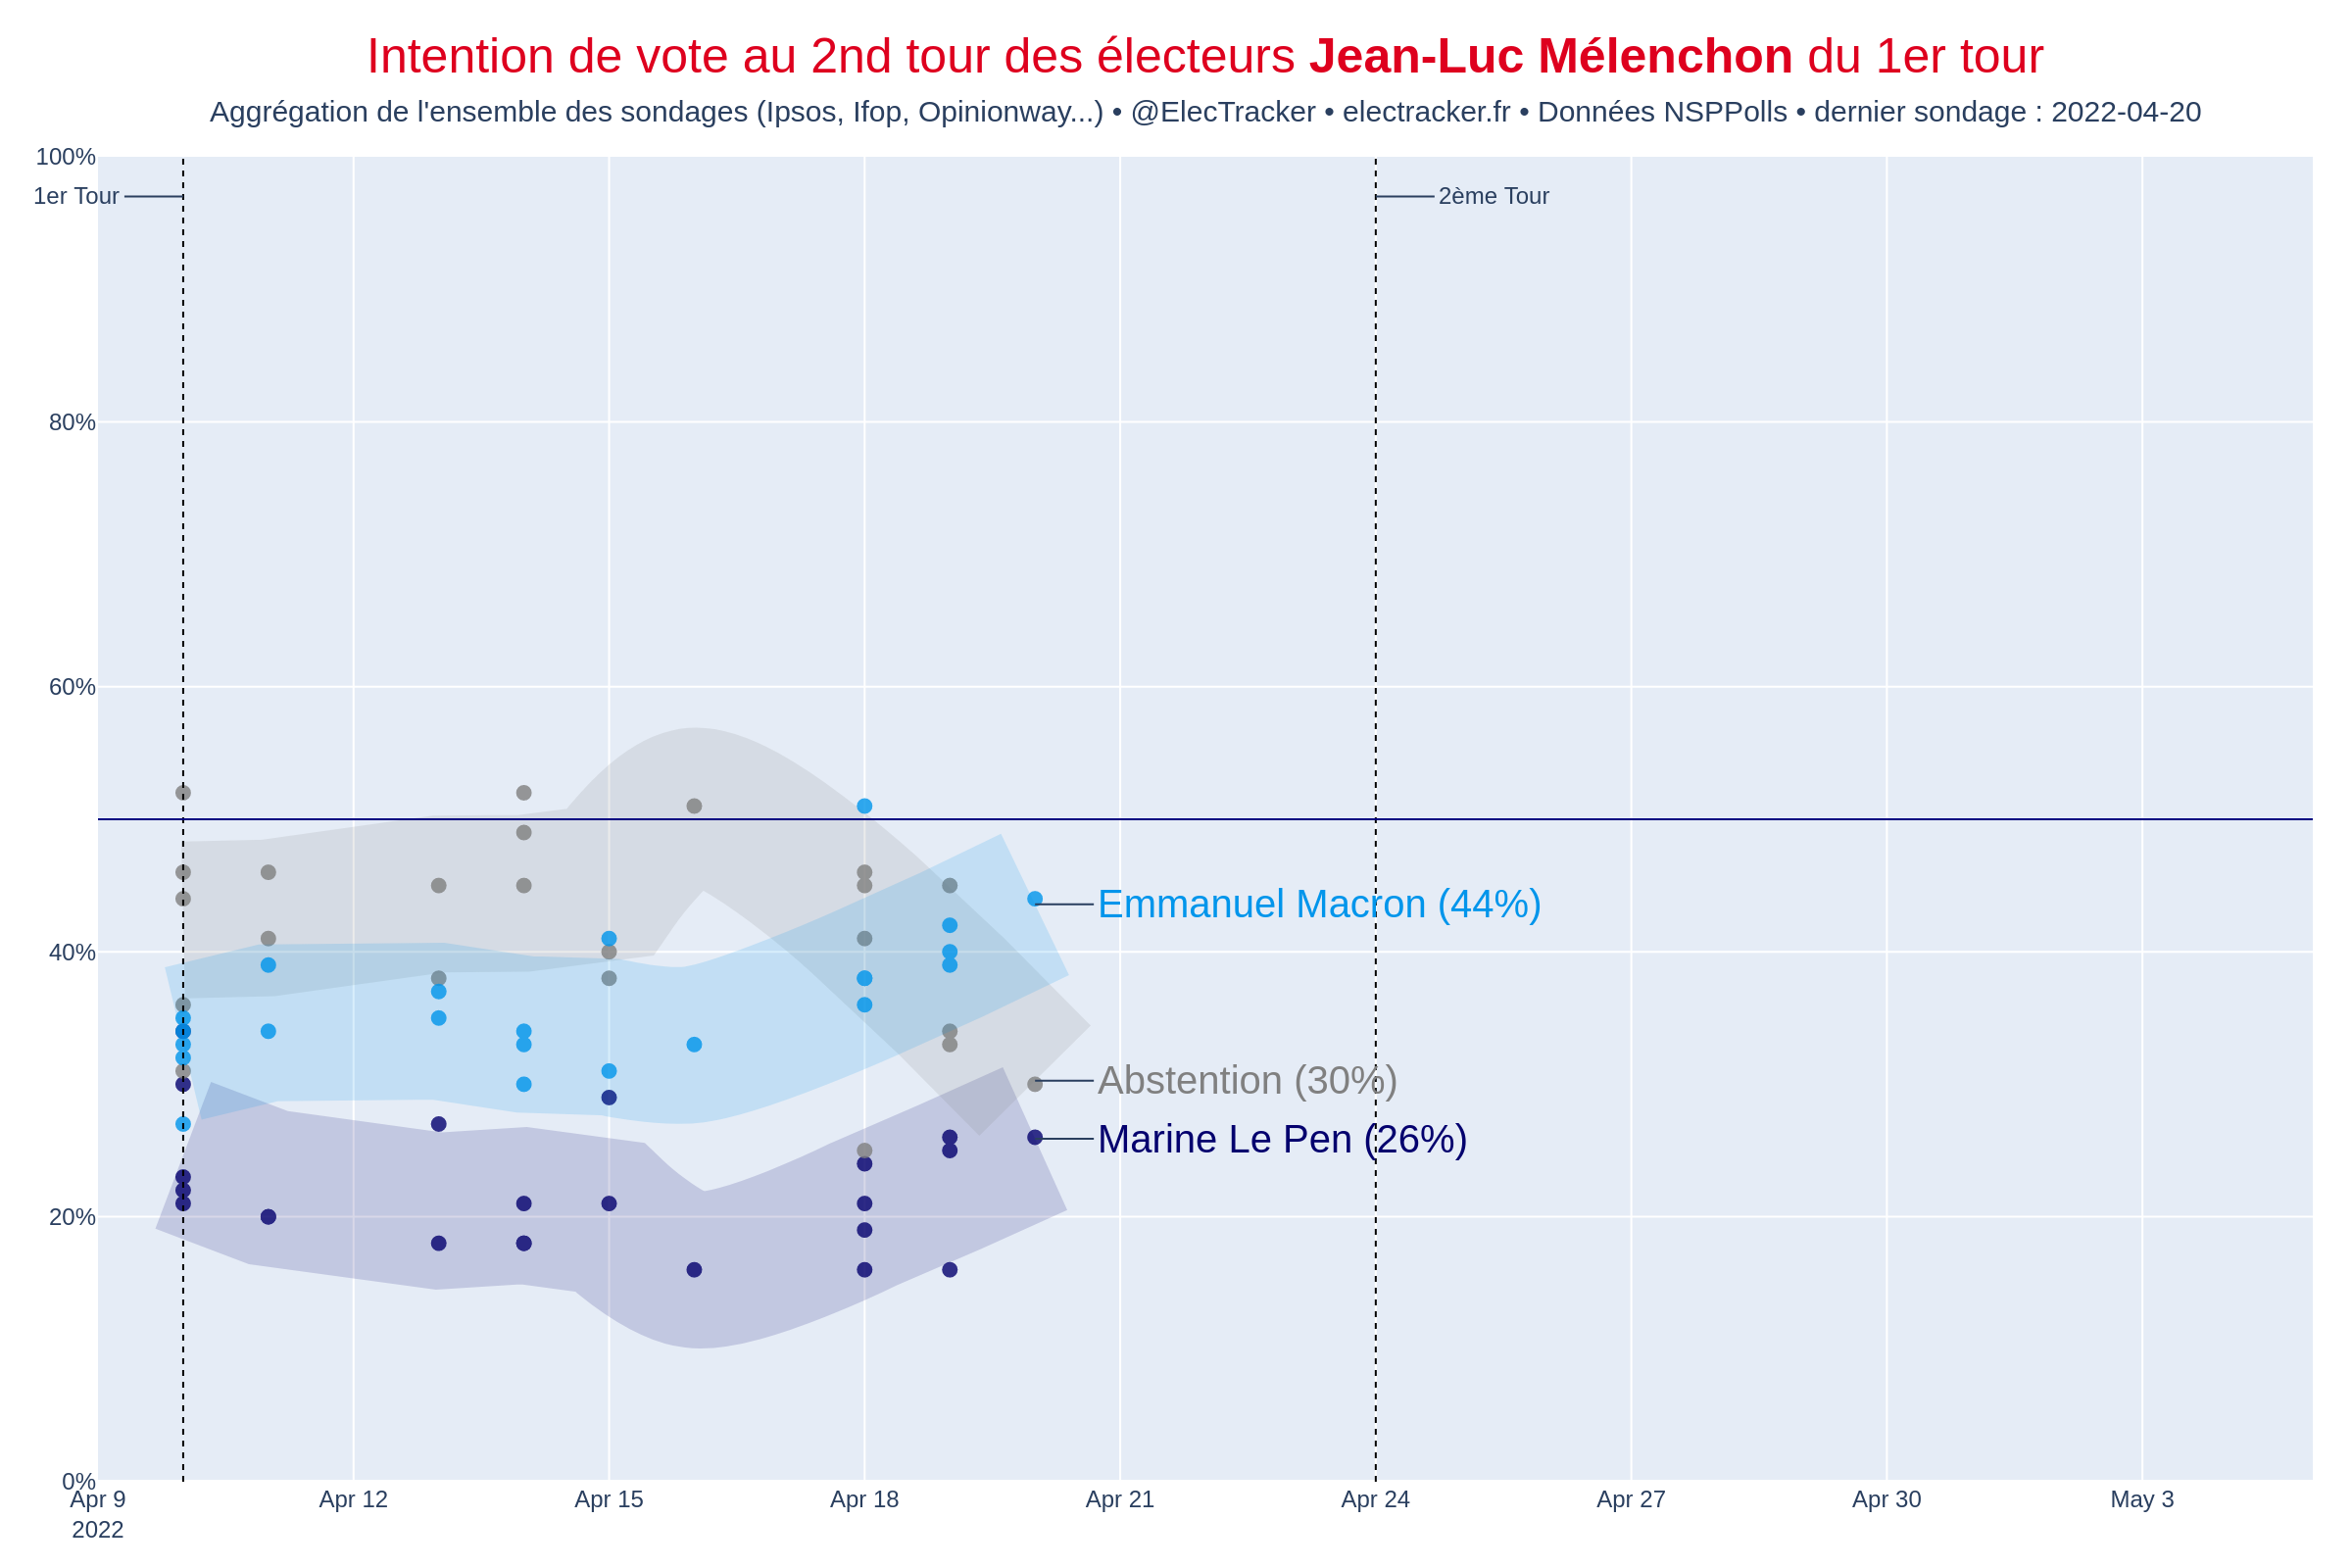 Intention de vote au 2nd tour des électeurs Jean-Luc Mélenchon du 1er tour
Aggrégation de l'ensemble des sondages (Ipsos, Ifop, Opinionway...) • @ElecTracker • electracker.fr • Données NSPPolls • dernier sondage : 2022-04-20
100%
1er Tour
2ème Tour
80%
60%
Emmanuel Macron (44%)
40%
Abstention (30%)
Marine Le Pen (26%)
20%
0%
Apr 9 Apr 12 Apr 15 Apr 18 Apr 21 Apr 24 Apr 27 Apr 30 May 3
2022